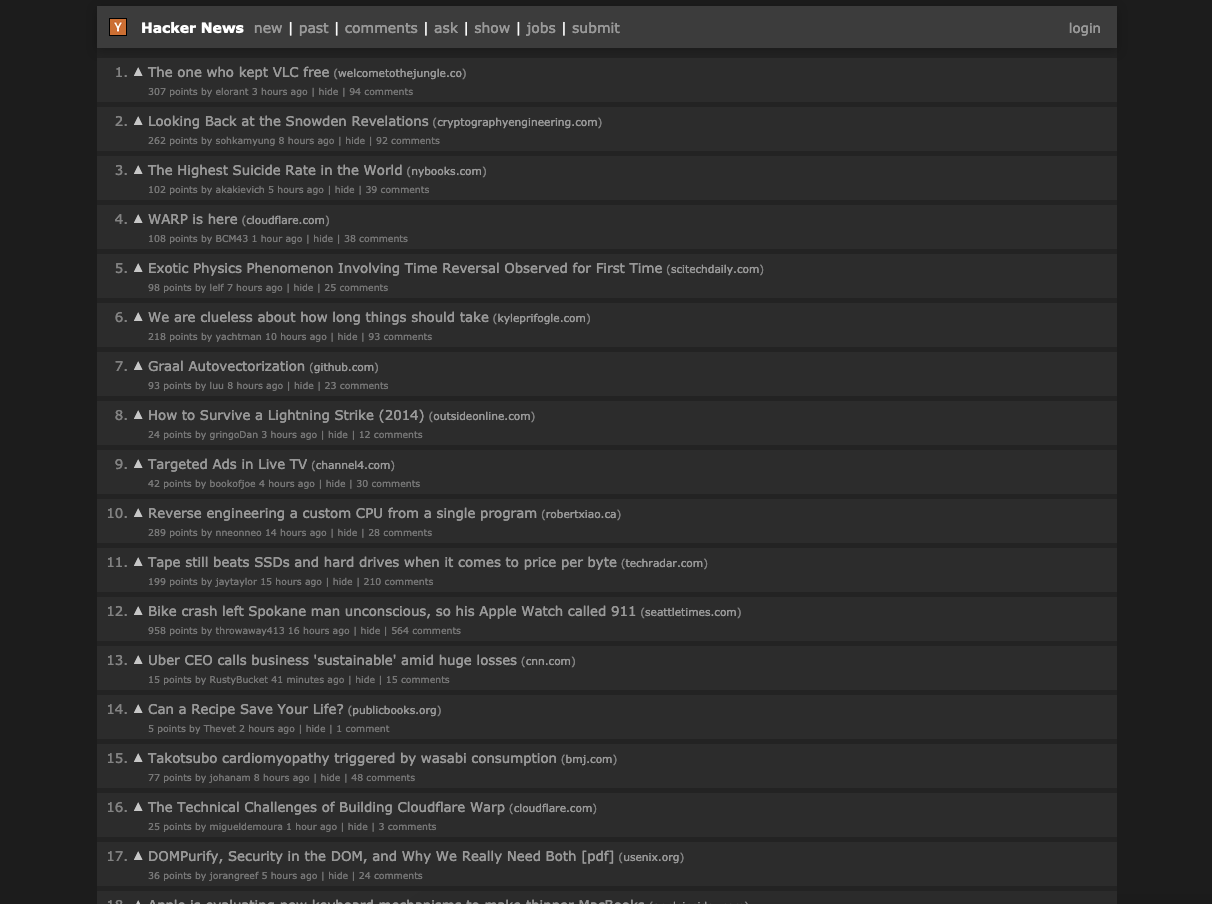 Y Hacker News new | past | comments | ask | show | jobs | submit login
1. ▲ The one who kept VLC free (welcometothejungle.co)
307 points by elorant 3 hours ago | hide | 94 comments
2. ▲ Looking Back at the Snowden Revelations (cryptographyengineering.com)
262 points by sohkamyung 8 hours ago | hide | 92 comments
3. ▲ The Highest Suicide Rate in the World (nybooks.com)
102 points by akakievich 5 hours ago | hide | 39 comments
4. ▲ WARP is here (cloudflare.com)
108 points by BCM43 1 hour ago | hide | 38 comments
5. ▲ Exotic Physics Phenomenon Involving Time Reversal Observed for First Time (scitechdaily.com)
98 points by lelf 7 hours ago | hide | 25 comments
6. ▲ We are clueless about how long things should take (kyleprifogle.com)
218 points by yachtman 10 hours ago | hide | 93 comments
7. ▲ Graal Autovectorization (github.com)
93 points by luu 8 hours ago | hide | 23 comments
8. ▲ How to Survive a Lightning Strike (2014) (outsideonline.com)
24 points by gringoDan 3 hours ago | hide | 12 comments
9. ▲ Targeted Ads in Live TV (channel4.com)
42 points by bookofjoe 4 hours ago | hide | 30 comments
10. ▲ Reverse engineering a custom CPU from a single program (robertxiao.ca)
289 points by nneonneo 14 hours ago | hide | 28 comments
11. ▲ Tape still beats SSDs and hard drives when it comes to price per byte (techradar.com)
199 points by jaytaylor 15 hours ago | hide | 210 comments
12. ▲ Bike crash left Spokane man unconscious, so his Apple Watch called 911 (seattletimes.com)
958 points by throwaway413 16 hours ago | hide | 564 comments
13. ▲ Uber CEO calls business 'sustainable' amid huge losses (cnn.com)
15 points by RustyBucket 41 minutes ago | hide | 15 comments
14. ▲ Can a Recipe Save Your Life? (publicbooks.org)
5 points by Thevet 2 hours ago | hide | 1 comment
15. ▲ Takotsubo cardiomyopathy triggered by wasabi consumption (bmj.com)
77 points by johanam 8 hours ago | hide | 48 comments
16. ▲ The Technical Challenges of Building Cloudflare Warp (cloudflare.com)
25 points by migueldemoura 1 hour ago | hide | 3 comments
17. ▲ DOMPurify, Security in the DOM, and Why We Really Need Both [pdf] (usenix.org)
36 points by jorangreef 5 hours ago | hide | 24 comments
18. ▲ Apple is evaluating new keyboard mechanisms to make thinner MacBooks